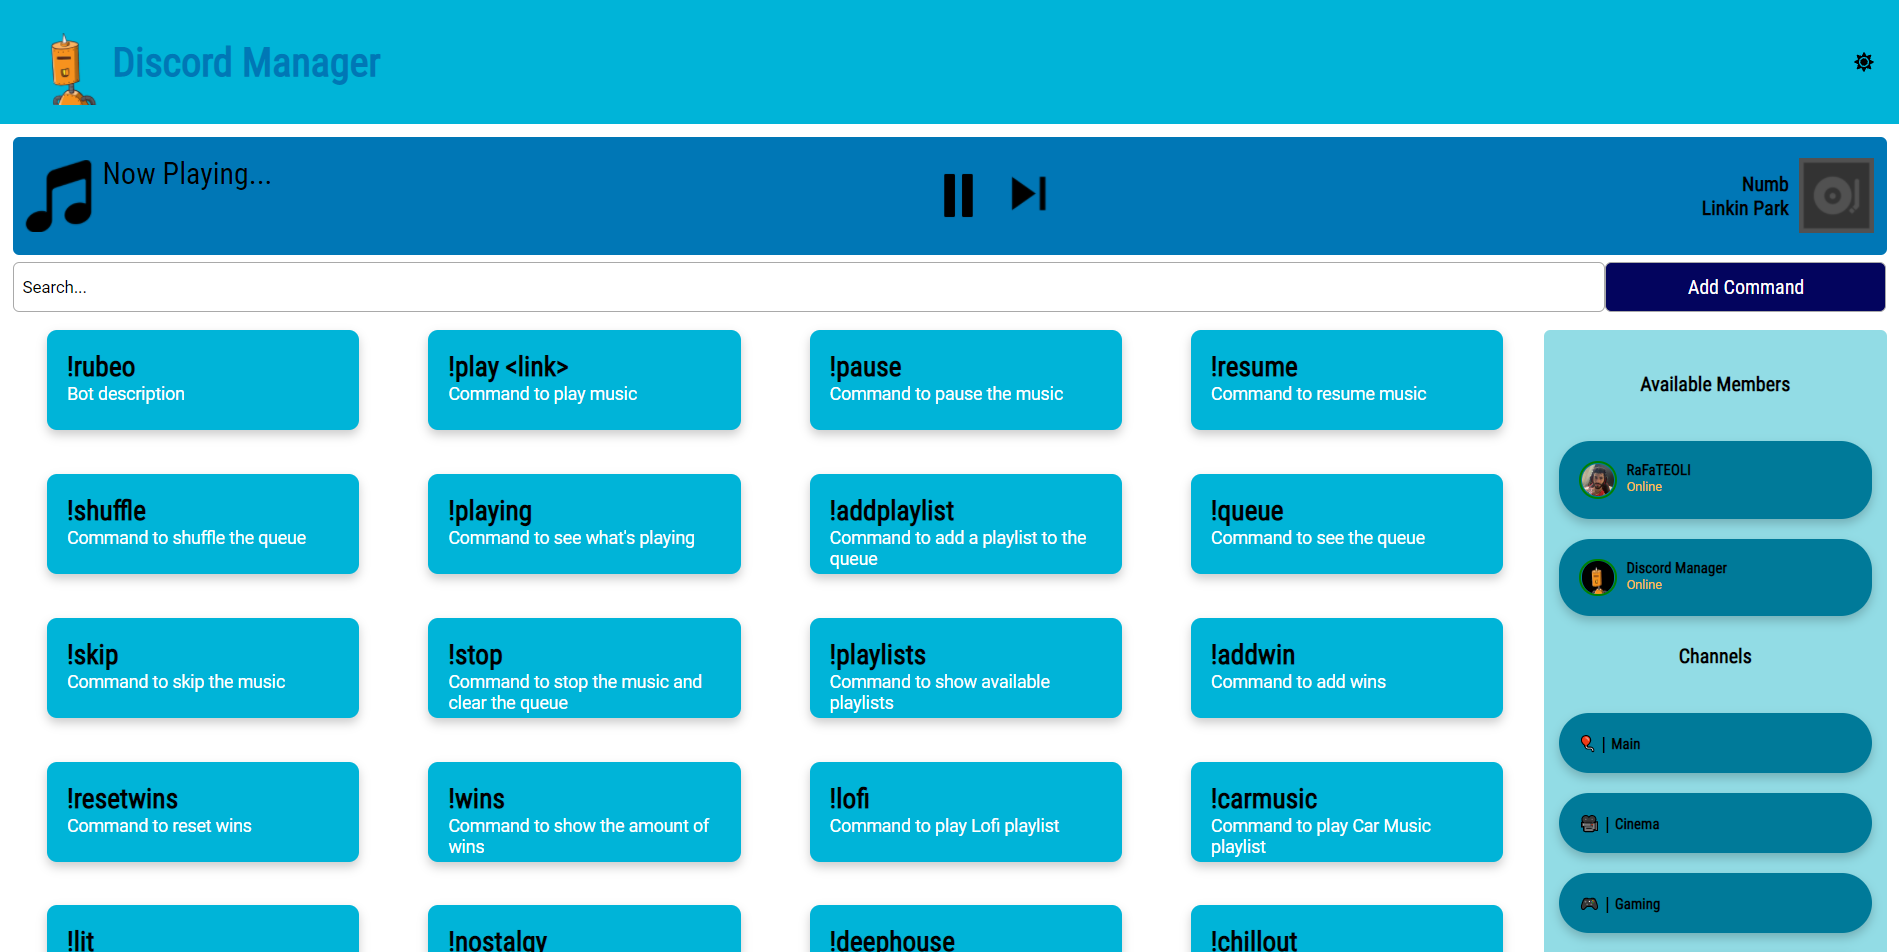 Discord Manager
Now Playing...
Numb
Linkin Park
Search...
Add Command
!rubeo
Bot description
!play <link>
Command to play music
!pause
Command to pause the music
!resume
Command to resume music
!shuffle
Command to shuffle the queue
!playing
Command to see what's playing
!addplaylist
Command to add a playlist to the
queue
!queue
Command to see the queue
!skip
Command to skip the music
!stop
Command to stop the music and
clear the queue
!playlists
Command to show available
playlists
!addwin
Command to add wins
!resetwins
Command to reset wins
!wins
Command to show the amount of
wins
!lofi
Command to play Lofi playlist
!carmusic
Command to play Car Music
playlist
!lit
!nostalgy
!deephouse
!chillout
Available Members
RaFaTEOLI
Online
Discord Manager
Online
Channels
| Main
| Cinema
| Gaming